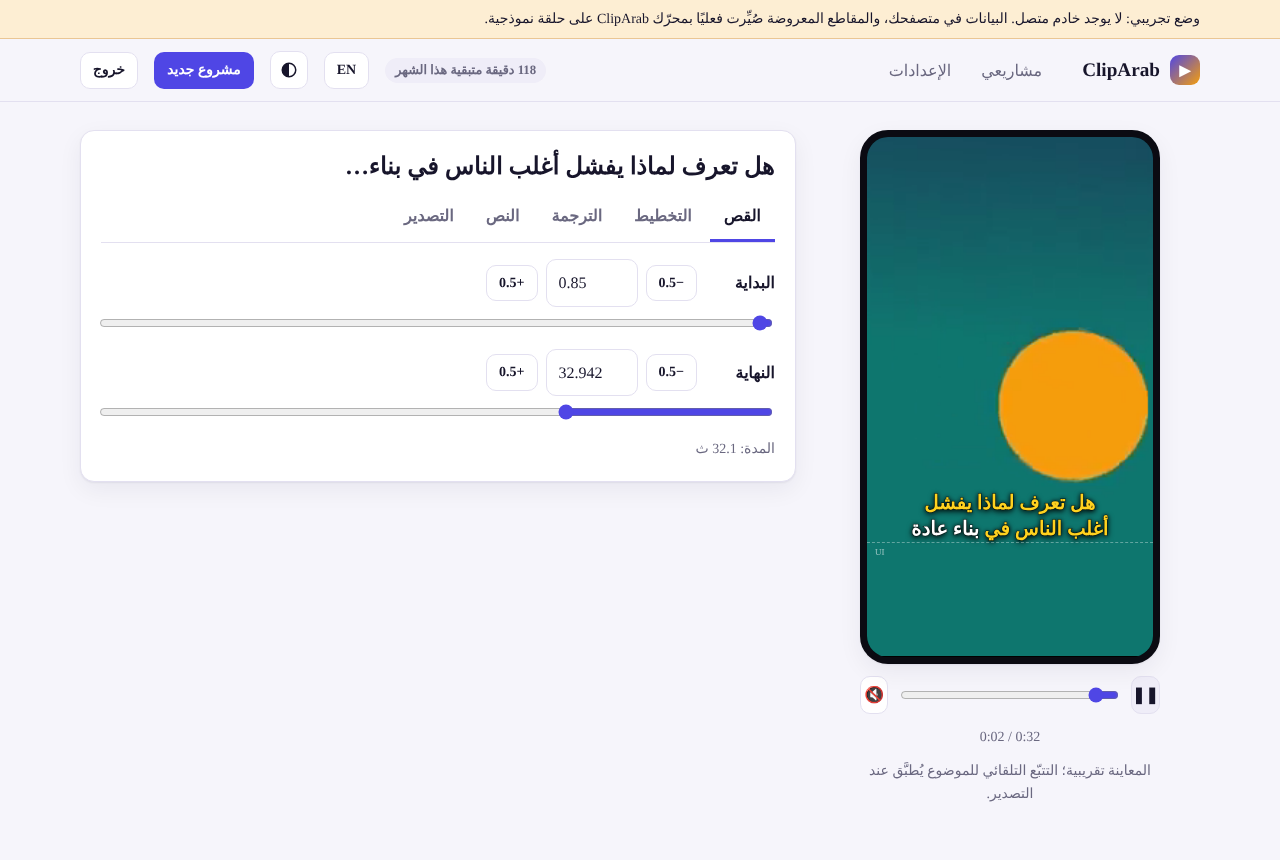 وضع تجريبي: لا يوجد خادم متصل. البيانات في متصفحك، والمقاطع المعروضة صُيِّرت فعليًا بمحرّك ClipArab على حلقة نموذجية.
ClipArab
مشاريعي
الإعدادات
118 دقيقة متبقية هذا الشهر
EN
مشروع جديد
خروج
هل تعرف لماذا يفشل
أغلب الناس في بناء عادة
UI
0:02 / 0:32
المعاينة تقريبية؛ التتبّع التلقائي للموضوع يُطبَّق عند
التصدير.
هل تعرف لماذا يفشل أغلب الناس في بناء…
القص
التخطيط
الترجمة
النص
التصدير
البداية
−0.5
0.85
+0.5
النهاية
−0.5
32.942
+0.5
المدة: 32.1 ث